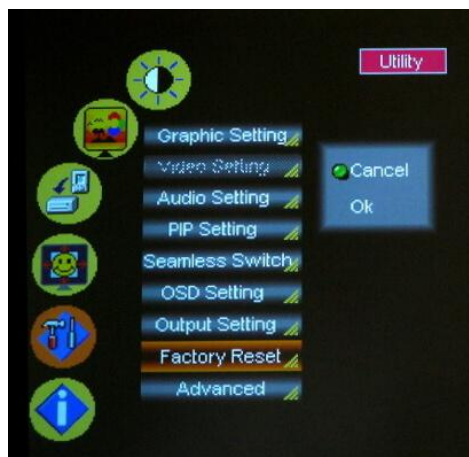 Utility
Graphic Setting
Video Setting
Audio Setting
PIP Setting
Seamless Switch
OSD Setting
Output Setting
Factory Reset
Advanced
Cancel
Ok